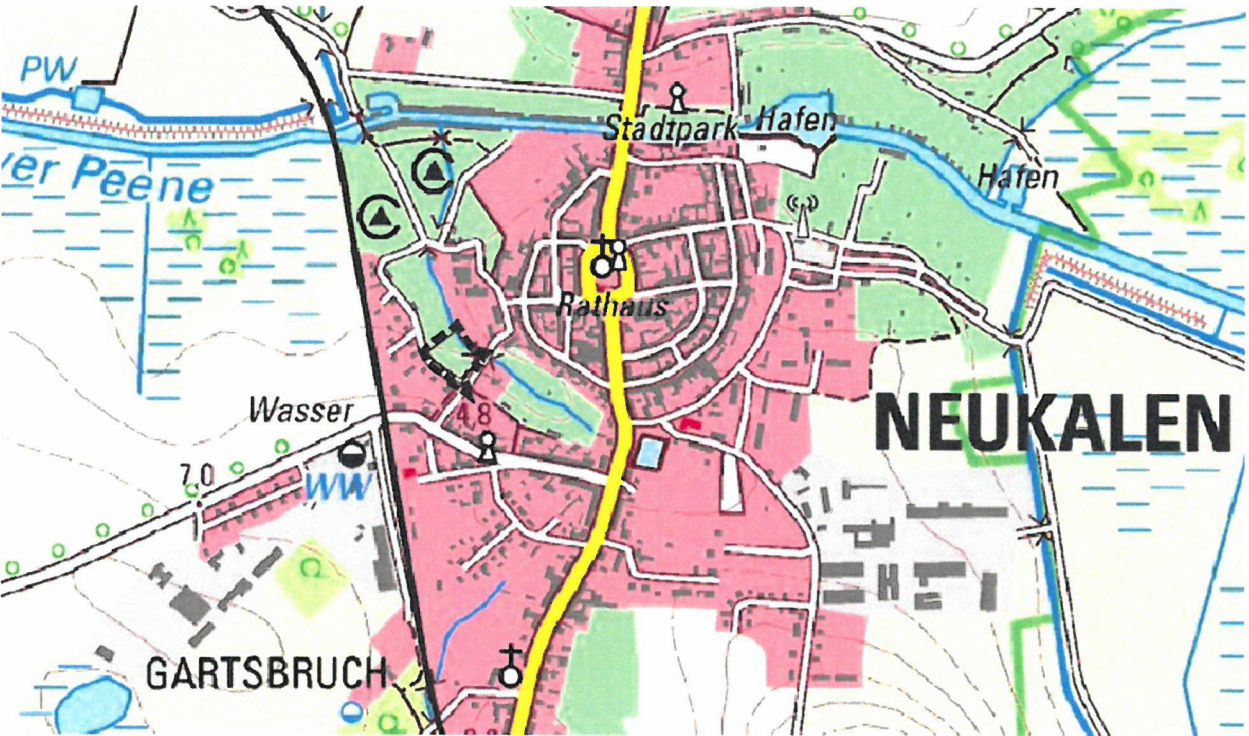 PW
Stadtpark
Hafen
ver Peene
Hafen
Rathaus
Wasser
4,8
NEUKALEN
7,0
WW
GARTSBRUCH